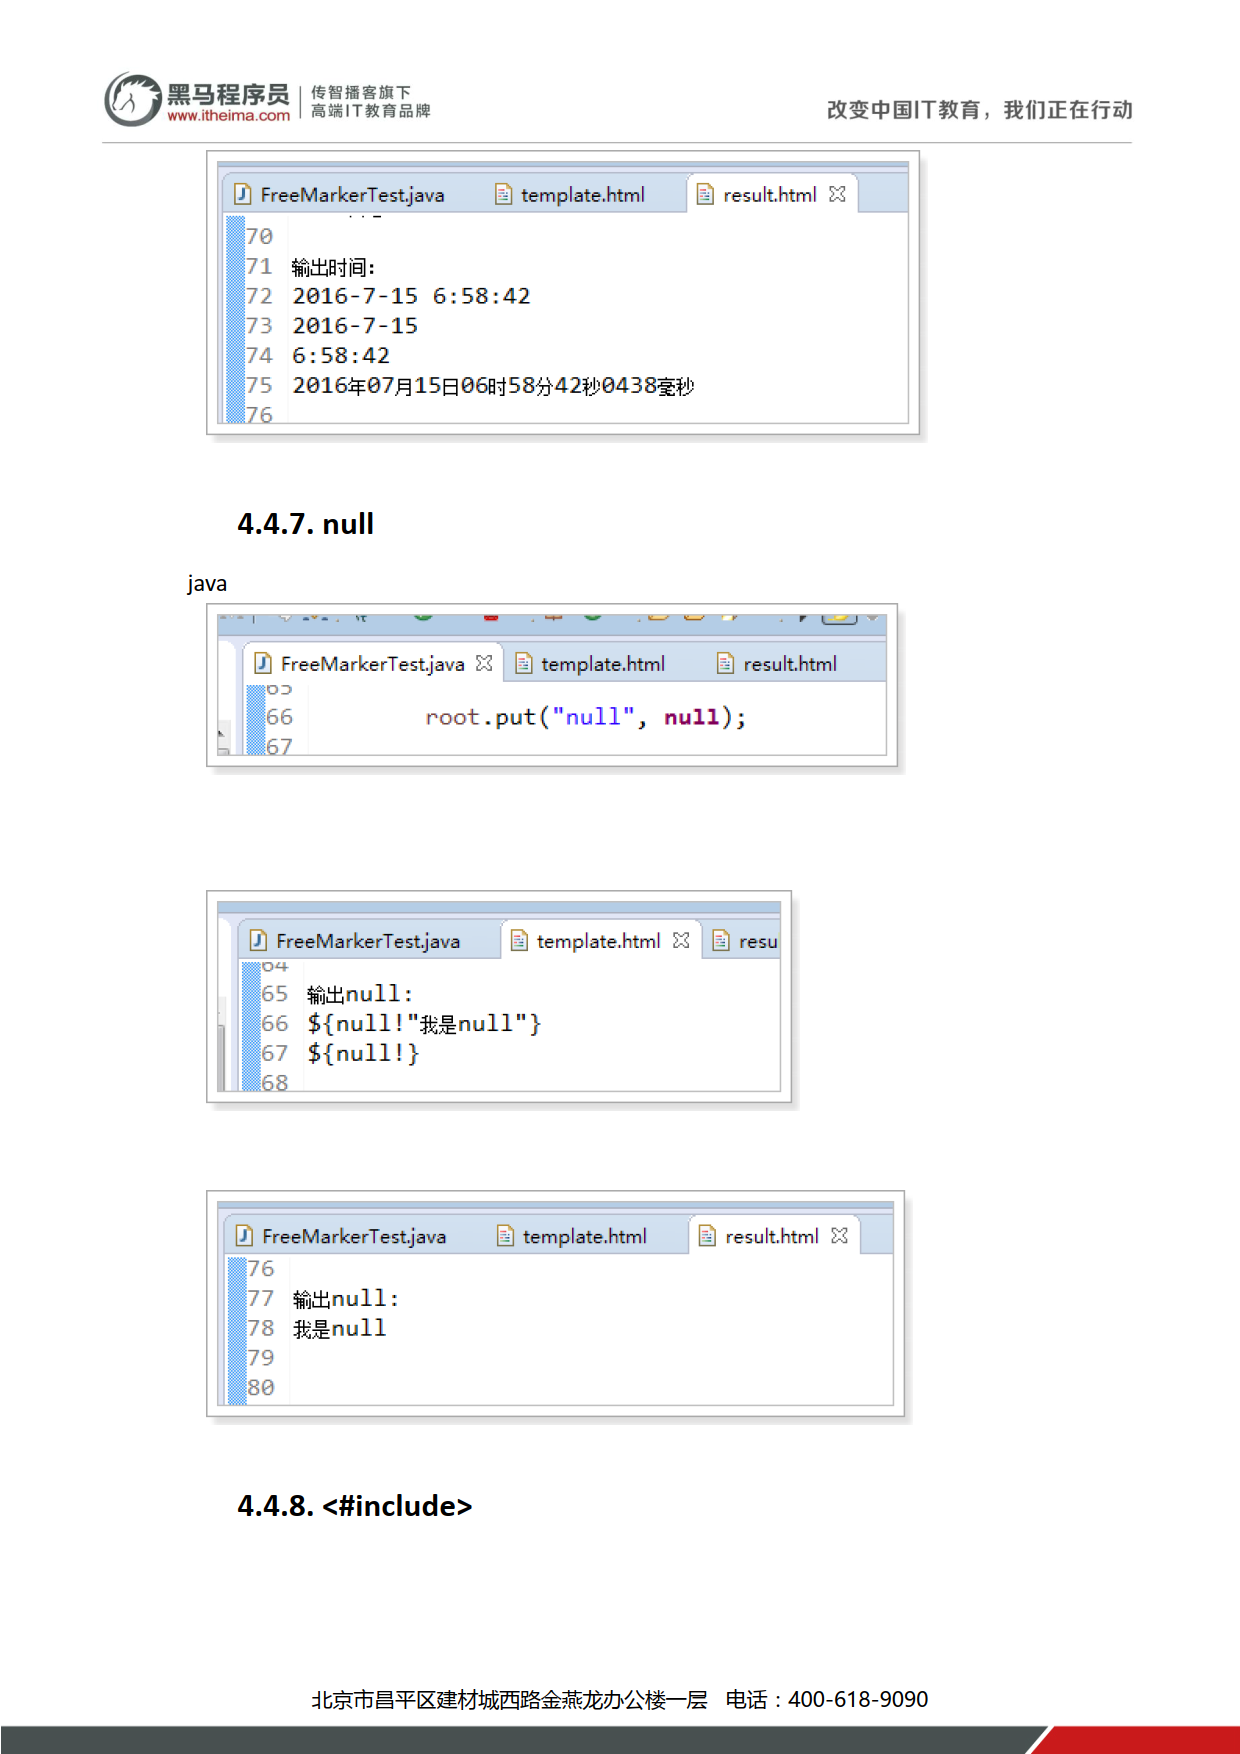 黑马程序员
www.itheima.com
传智播客旗下
高端IT教育品牌
改变中国IT教育，我们正在行动
FreeMarkerTest.java template.html result.html
70
71 输出时间：
72 2016-7-15 6:58:42
73 2016-7-15
74 6:58:42
75 2016年07月15日06时58分42秒0438毫秒
76
4.4.7. null
java
FreeMarkerTest.java template.html result.html
65
66 root.put("null", null);
67
FreeMarkerTest.java template.html resu
64
65 输出null:
66 ${null!"我是null"}
67 ${null!}
68
FreeMarkerTest.java template.html result.html
76
77 输出null:
78 我是null
79
80
4.4.8. <#include>
北京市昌平区建材城西路金燕龙办公楼一层 电话：400-618-9090